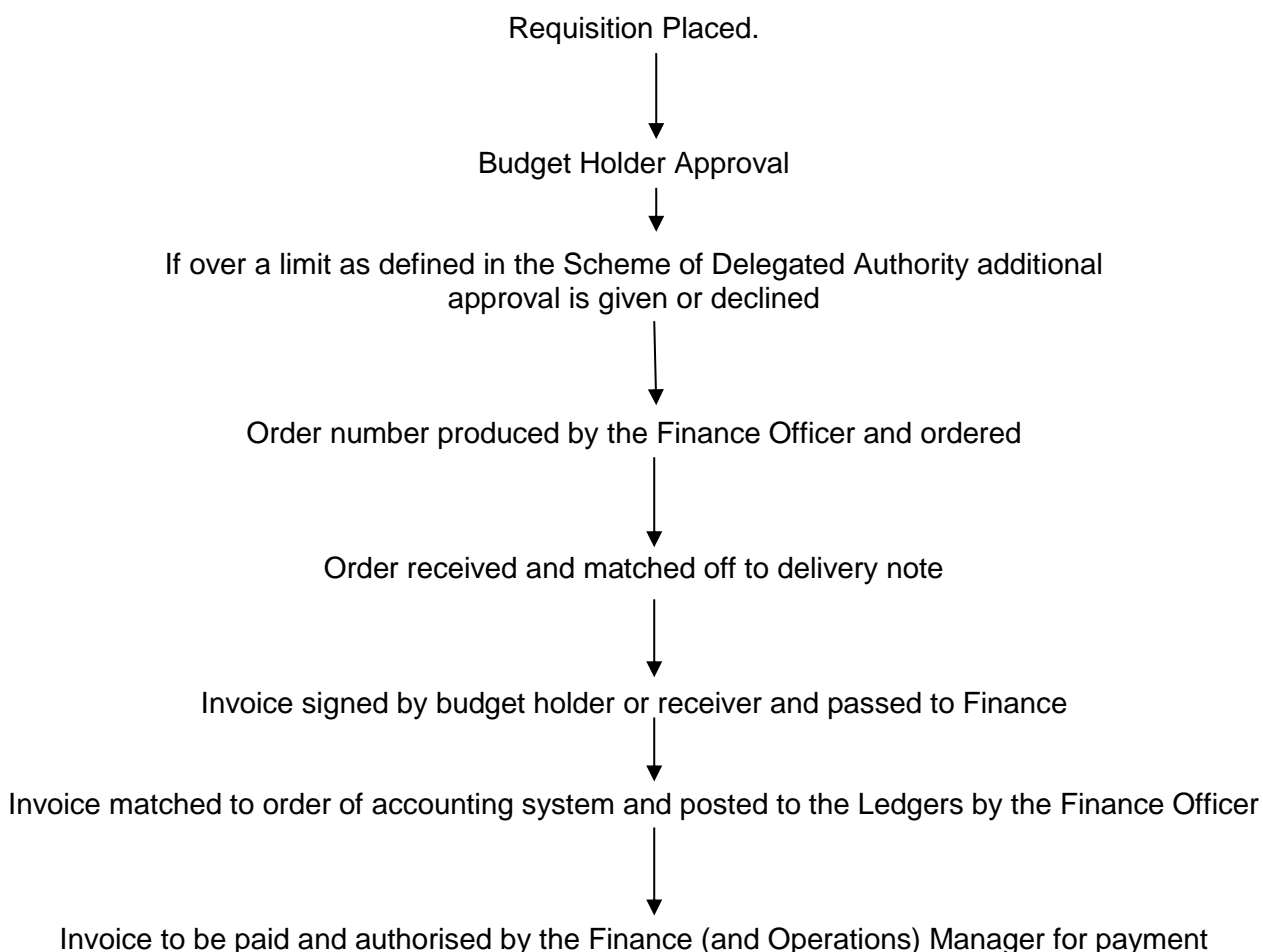 Requisition Placed.
Budget Holder Approval
If over a limit as defined in the Scheme of Delegated Authority additional
approval is given or declined
Order number produced by the Finance Officer and ordered
Order received and matched off to delivery note
Invoice signed by budget holder or receiver and passed to Finance
Invoice matched to order of accounting system and posted to the Ledgers by the Finance Officer
Invoice to be paid and authorised by the Finance (and Operations) Manager for payment